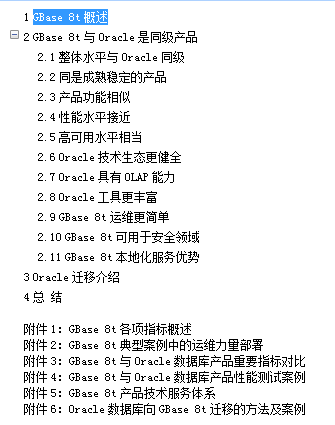 1 GBase 8t 概述
2 GBase 8t 与 Oracle 是同级产品
2.1 整体水平与 Oracle 同级
2.2 同是成熟稳定的产品
2.3 产品功能相似
2.4 性能水平接近
2.5 高可用水平相当
2.6 Oracle 技术生态更健全
2.7 Oracle 具有 OLAP 能力
2.8 Oracle 工具更丰富
2.9 GBase 8t 运维更简单
2.10 GBase 8t 可用于安全领域
2.11 GBase 8t 本地化服务优势
3 Oracle 迁移介绍
4 总 结
附件 1：GBase 8t 各项指标概述
附件 2：GBase 8t 典型案例中的运维力量部署
附件 3：GBase 8t 与 Oracle 数据库产品重要指标对比
附件 4：GBase 8t 与 Oracle 数据库产品性能测试案例
附件 5：GBase 8t 产品技术服务体系
附件 6：Oracle 数据库向 GBase 8t 迁移的方法及案例